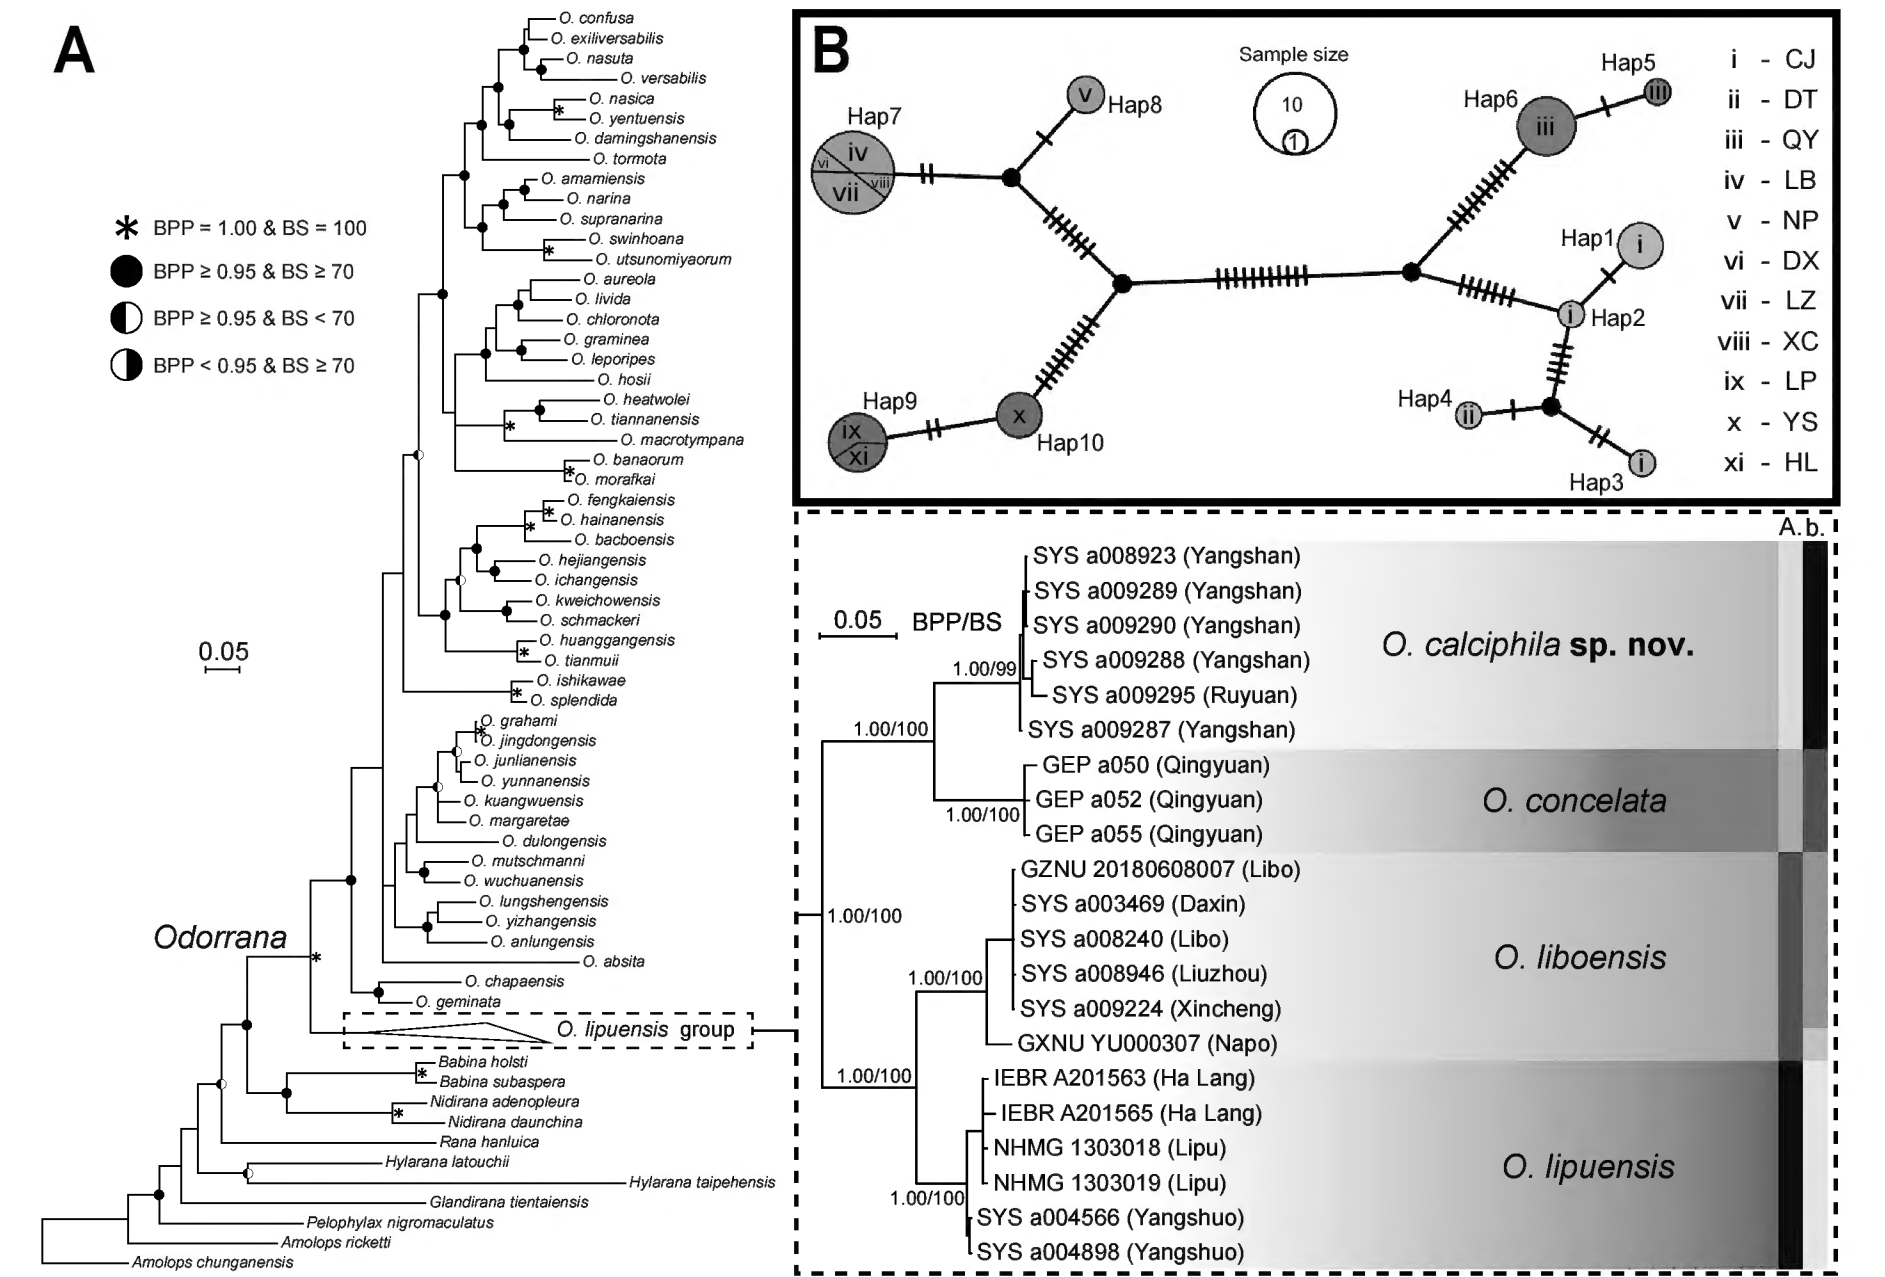 A
O. confusa
O. exiliversabilis
O. nasuta
O. versabilis
O. nasica
O. yentuensis
O. damingshanensis
O. tormota
O. amamiensis
O. narina
O. supranarina
O. swinhoana
O. utsunomiyaorum
O. aureola
O. livida
O. chloronota
O. graminea
O. leporipes
O. hosii
O. heatwolei
O. tiannanensis
O. macrotympana
O. banaorum
O. morafkai
O. fengkaiensis
O. hainanensis
O. bacboensis
O. hejiangensis
O. ichangensis
O. kweichowensis
O. schmackeri
O. huanggangensis
O. tianmuii
O. ishikawae
O. splendida
O. grahami
O. jingdongensis
O. junlianensis
O. yunnanensis
O. kuangwuensis
O. margaretae
O. dulongensis
O. mutschmanni
O. wuchuanensis
O. lungshengensis
O. yizhangensis
O. anlungensis
O. absita
O. chapaensis
O. geminata
O. lipuensis group
Babina holsti
Babina subaspera
Nidirana adenopleura
Nidirana daunchina
Rana hanluica
Hylarana latouchii
Hylarana taipehensis
Glandirana tientaiensis
Pelophylax nigromaculatus
Amolops ricketti
Amolops chunganensis
* BPP = 1.00 & BS = 100
BPP ≥ 0.95 & BS ≥ 70
BPP ≥ 0.95 & BS < 70
BPP < 0.95 & BS ≥ 70
0.05
Odorrana
B
Sample size
10
1
Hap7
iv
vi
vii
viii
v
Hap8
Hap6
iii
Hap5
iii
Hap1
i
i
Hap2
Hap4
ii
Hap3
i
Hap9
ix
xi
x
Hap10
i - CJ
ii - DT
iii - QY
iv - LB
v - NP
vi - DX
vii - LZ
viii - XC
ix - LP
x - YS
xi - HL
A. b.
0.05 BPP/BS
SYS a008923 (Yangshan)
SYS a009289 (Yangshan)
SYS a009290 (Yangshan)
SYS a009288 (Yangshan)
SYS a009295 (Ruyuan)
SYS a009287 (Yangshan)
O. calciphila sp. nov.
1.00/99
1.00/100
GEP a050 (Qingyuan)
GEP a052 (Qingyuan)
GEP a055 (Qingyuan)
O. concelata
1.00/100
1.00/100
GZNU 20180608007 (Libo)
SYS a003469 (Daxin)
SYS a008240 (Libo)
SYS a008946 (Liuzhou)
SYS a009224 (Xincheng)
GXNU YU000307 (Napo)
O. liboensis
1.00/100
1.00/100
IEBR A201563 (Ha Lang)
IEBR A201565 (Ha Lang)
NHMG 1303018 (Lipu)
NHMG 1303019 (Lipu)
SYS a004566 (Yangshuo)
SYS a004898 (Yangshuo)
O. lipuensis
1.00/100